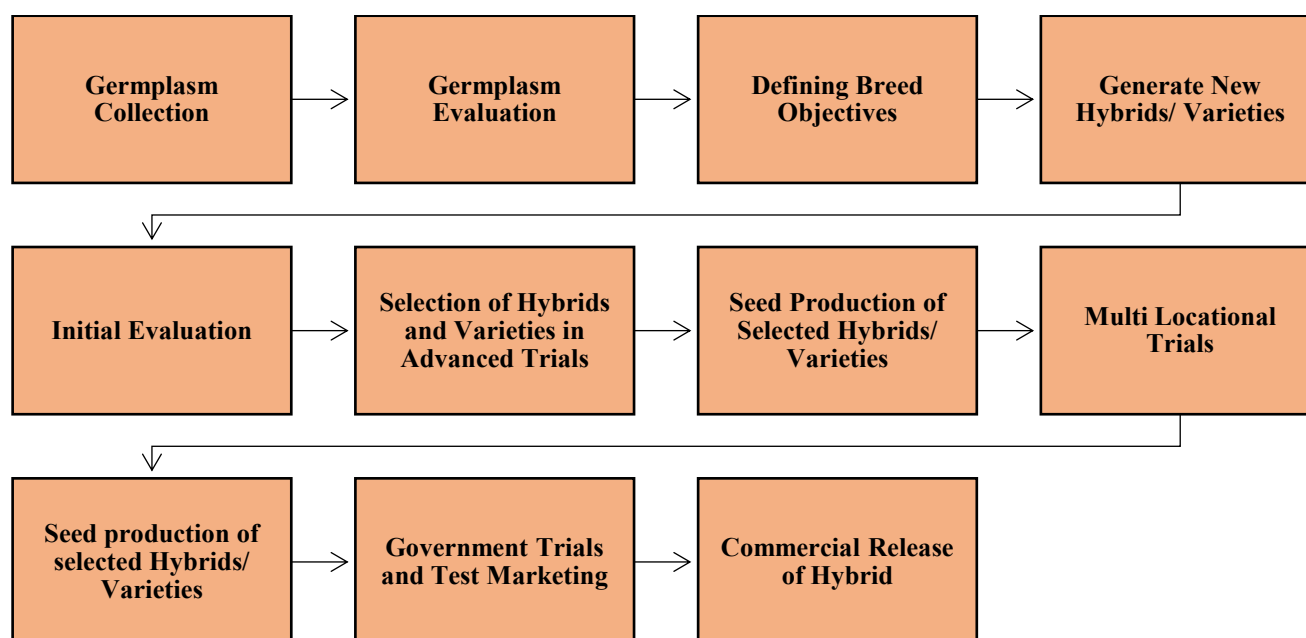 Germplasm
Collection
Germplasm
Evaluation
Defining Breed
Objectives
Generate New
Hybrids/ Varieties
Initial Evaluation
Selection of Hybrids
and Varieties in
Advanced Trials
Seed Production of
Selected Hybrids/
Varieties
Multi Locational
Trials
Seed production of
selected Hybrids/
Varieties
Government Trials
and Test Marketing
Commercial Release
of Hybrid